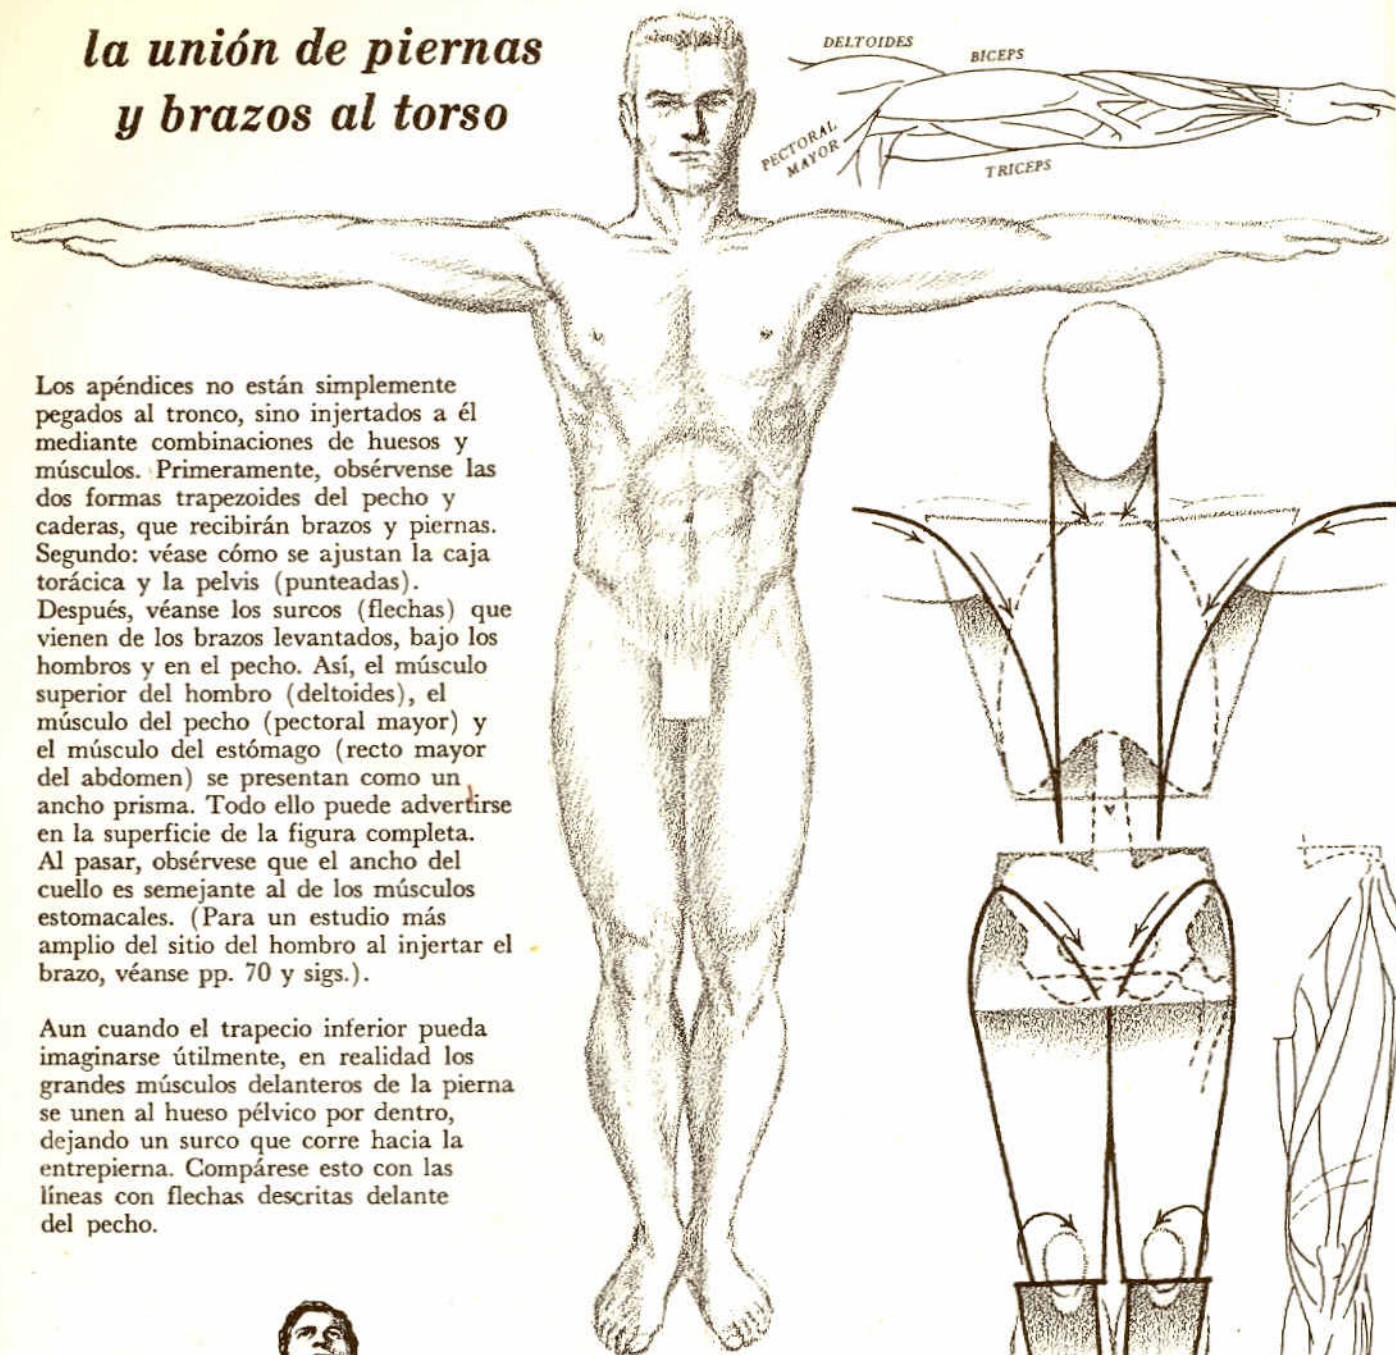 la unión de piernas
y brazos al torso
DELTOIDES
BICEPS
PECTORAL
MAYOR
TRICEPS
Los apéndices no están simplemente
pegados al tronco, sino injertados a él
mediante combinaciones de huesos y
músculos. Primeramente, obsérvense las
dos formas trapezoides del pecho y
caderas, que recibirán brazos y piernas.
Segundo: véase cómo se ajustan la caja
torácica y la pelvis (punteadas).
Después, véanse los surcos (flechas) que
vienen de los brazos levantados, bajo los
hombros y en el pecho. Así, el músculo
superior del hombro (deltoides), el
músculo del pecho (pectoral mayor) y
el músculo del estómago (recto mayor
del abdomen) se presentan como un
ancho prisma. Todo ello puede advertirse
en la superficie de la figura completa.
Al pasar, obsérvese que el ancho del
cuello es semejante al de los músculos
estomacales. (Para un estudio más
amplio del sitio del hombro al injertar el
brazo, véanse pp. 70 y sigs.).
Aun cuando el trapecio inferior pueda
imaginarse útilmente, en realidad los
grandes músculos delanteros de la pierna
se unen al hueso pélvico por dentro,
dejando un surco que corre hacia la
entrepierna. Compárese esto con las
líneas con flechas descritas delante
del pecho.